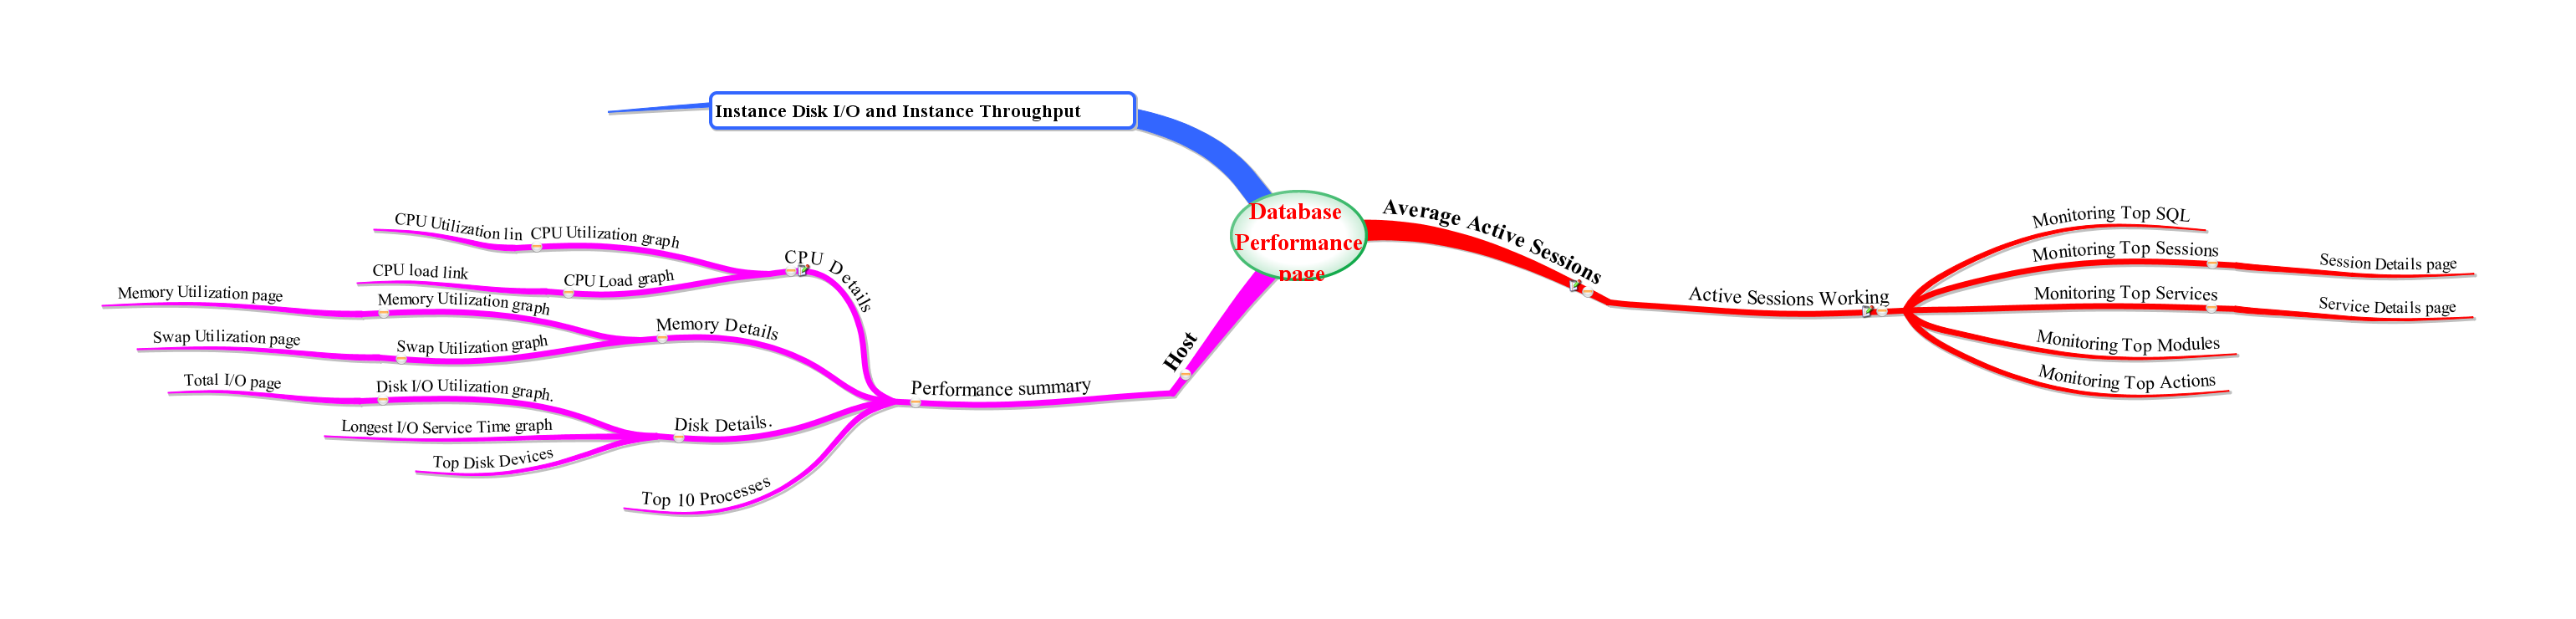 Instance Disk I/O and Instance Throughput
Database
Performance
page
Average Active Sessions
Active Sessions Working
Monitoring Top SQL
Monitoring Top Sessions
Session Details page
Monitoring Top Services
Service Details page
Monitoring Top Modules
Monitoring Top Actions
Host
Performance summary
CPU Details
CPU Utilization graph
CPU Utilization lin
CPU Load graph
CPU load link
Memory Details
Memory Utilization graph
Memory Utilization page
Swap Utilization graph
Swap Utilization page
Disk Details.
Disk I/O Utilization graph.
Total I/O page
Longest I/O Service Time graph
Top Disk Devices
Top 10 Processes